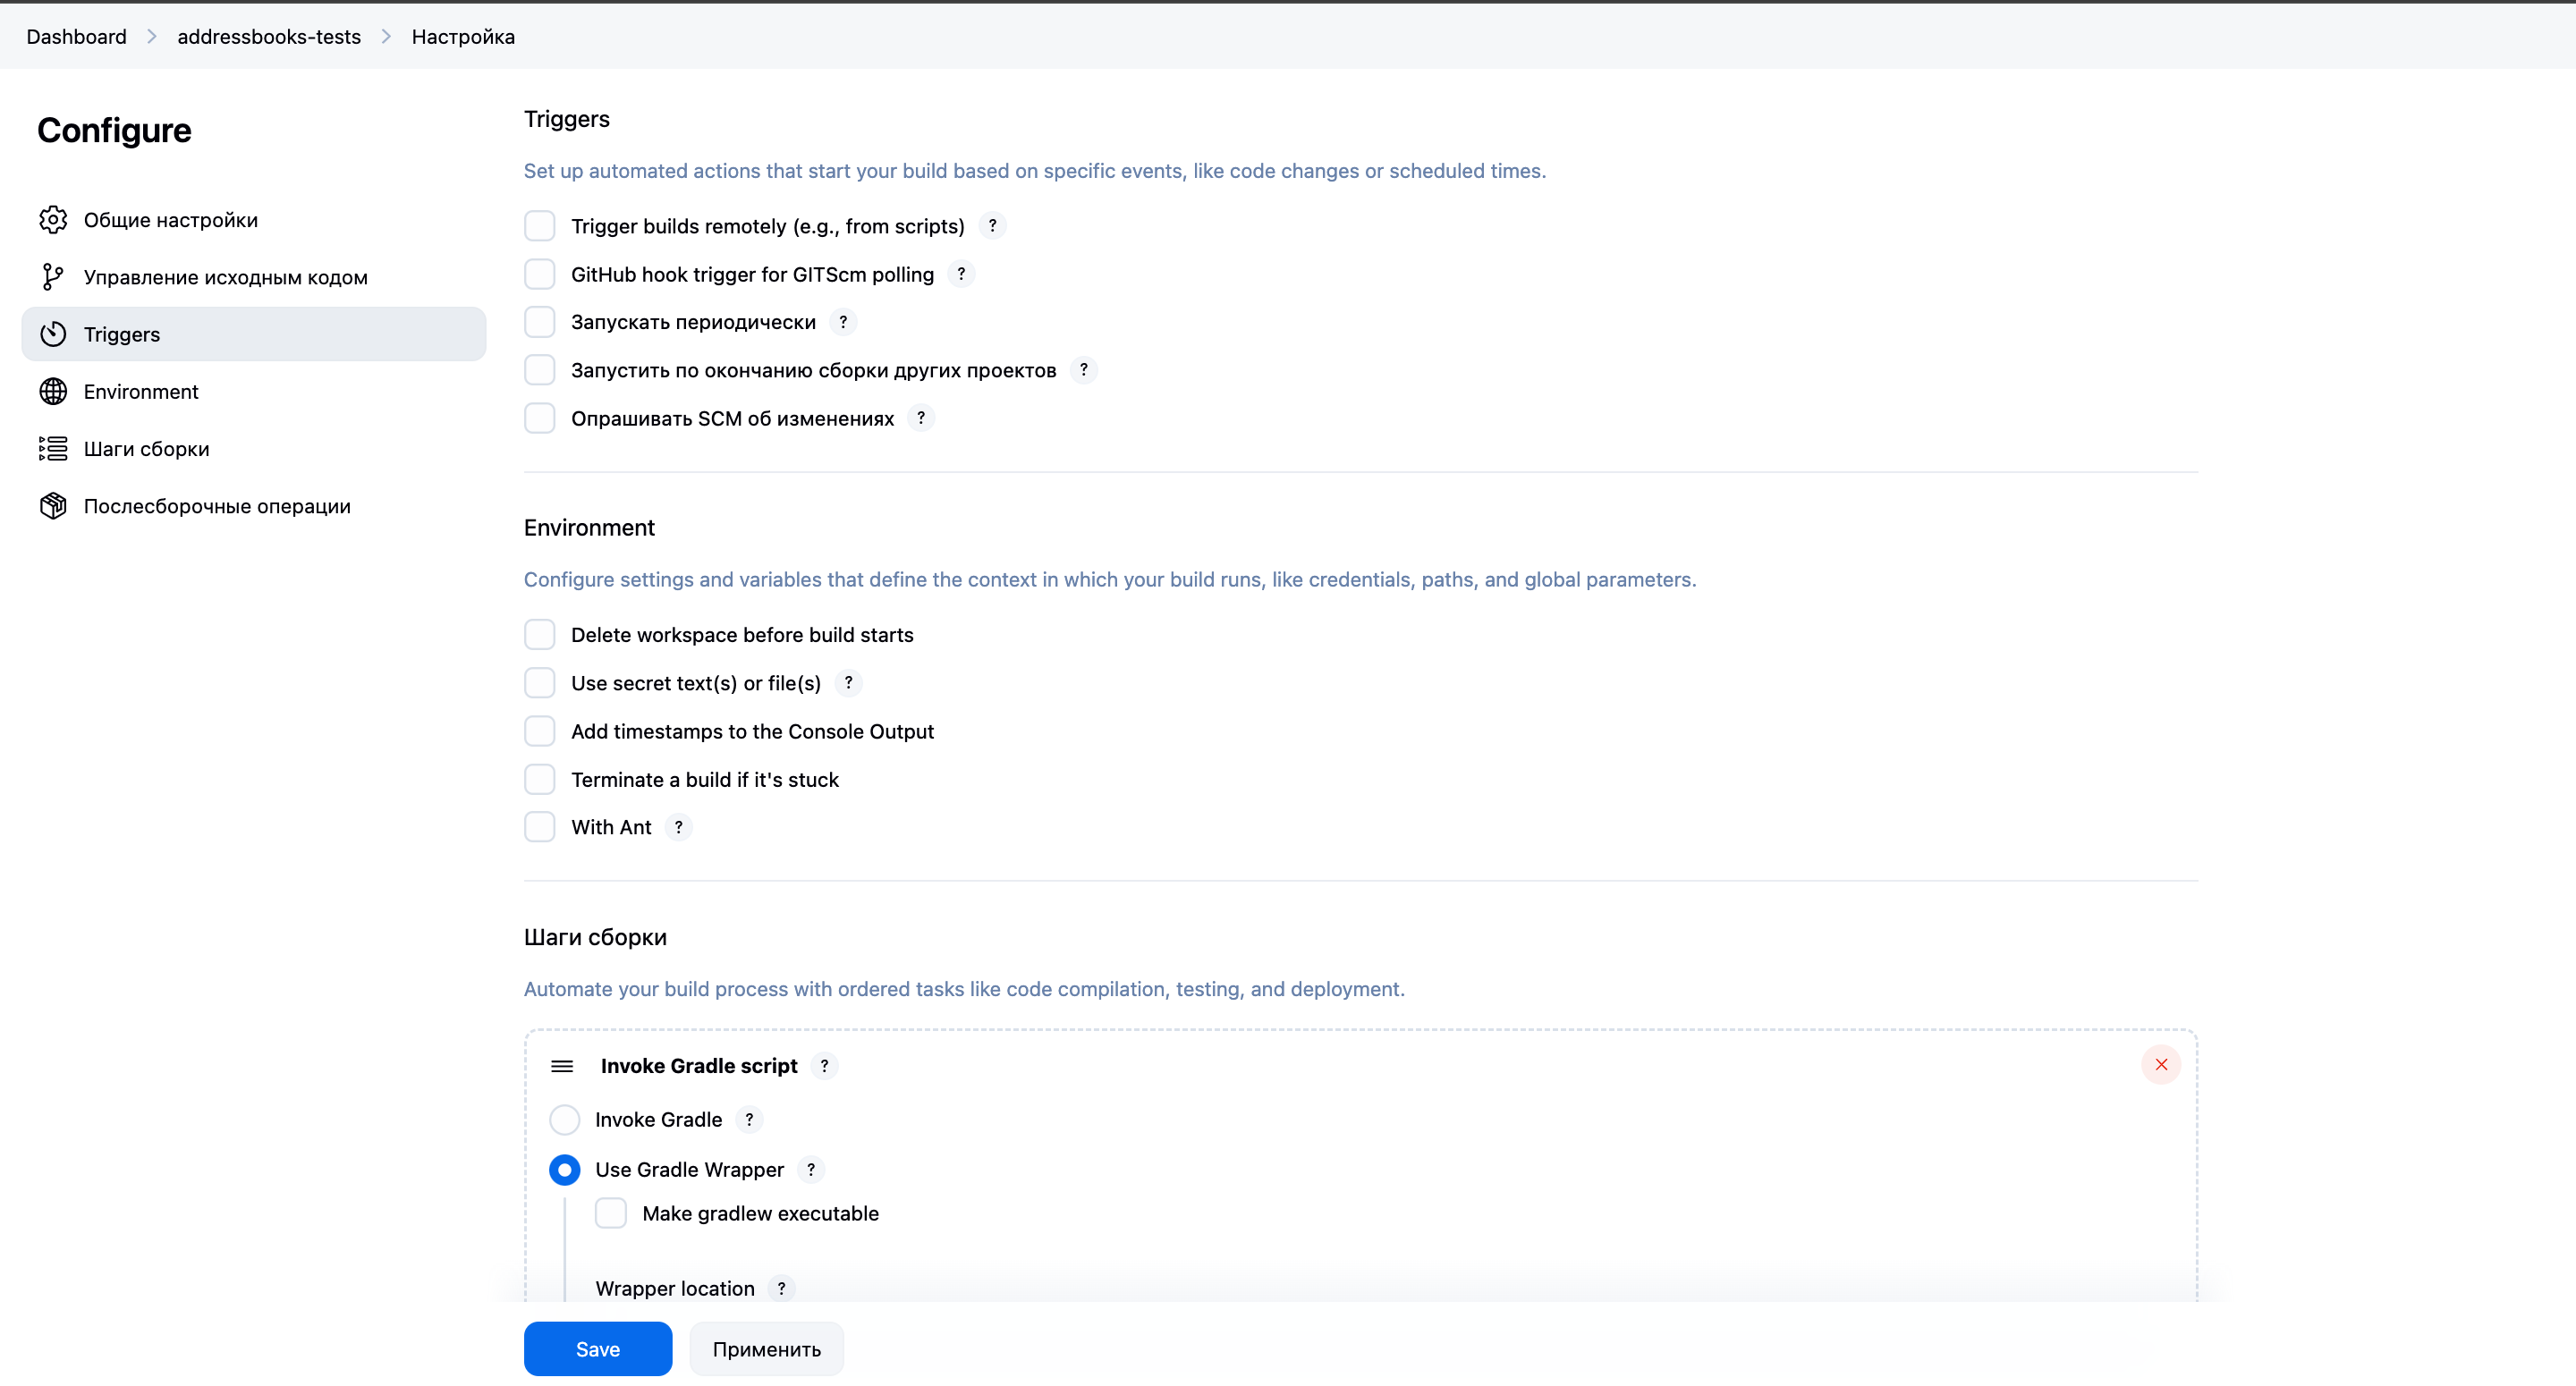 Dashboard addressbooks-tests Настройка
Configure
Общие настройки
Управление исходным кодом
Triggers
Environment
Шаги сборки
Послесборочные операции
Triggers
Set up automated actions that start your build based on specific events, like code changes or scheduled times.
Trigger builds remotely (e.g., from scripts) ?
GitHub hook trigger for GITScm polling ?
Запускать периодически ?
Запустить по окончанию сборки других проектов ?
Опрашивать SCM об изменениях ?
Environment
Configure settings and variables that define the context in which your build runs, like credentials, paths, and global parameters.
Delete workspace before build starts
Use secret text(s) or file(s) ?
Add timestamps to the Console Output
Terminate a build if it's stuck
With Ant ?
Шаги сборки
Automate your build process with ordered tasks like code compilation, testing, and deployment.
Invoke Gradle script ?
Invoke Gradle ?
Use Gradle Wrapper ?
Make gradlew executable
Wrapper location ?
Save Применить